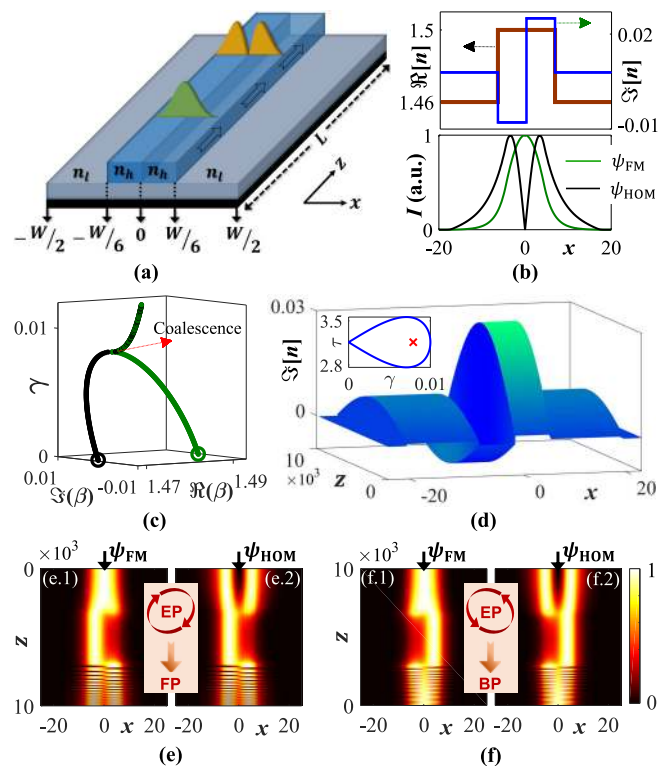 L
z
x
n_l n_h n_h n_l
-W/2 -W/6 0 W/6 W/2
(a)
1.5
1.46
ℜ[n]
0.02
-0.01
ℑ[n]
1
0
I (a.u.)
ψ_FM
ψ_HOM
-20 0 x 20
(b)
0.01
0
γ
Coalescence
0.01 -0.01 1.47 1.49
ℑ(β) ℜ(β)
(c)
0.03
0
ℑ[n]
3.5
2.8
τ
0 γ 0.01
10
×10³
z 0
-20 0 x 20
(d)
×10³ ψ_FM ψ_HOM
0
10
z
(e.1) (e.2)
EP
FP
-20 0 20 -20 0 x 20
(e)
×10³ ψ_FM ψ_HOM
10
0
z
(f.1) (f.2)
EP
BP
-20 0 x 20 -20 0 x 20
1
0
(f)